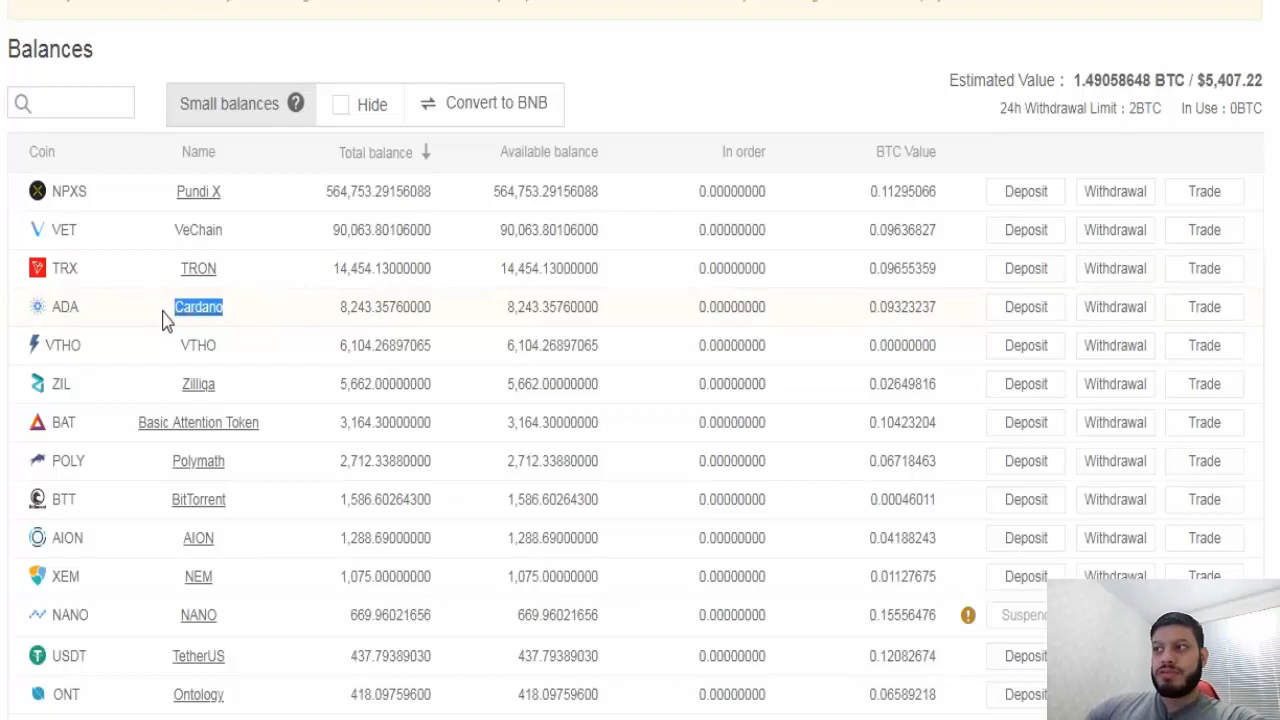 Balances
Estimated Value : 1.49058648 BTC / $5,407.22
Small balances ? Hide Convert to BNB
24h Withdrawal Limit : 2BTC In Use : 0BTC
Coin Name Total balance Available balance In order BTC Value
NPXS Pundi X 564,753.29156088 564,753.29156088 0.00000000 0.11295066 Deposit Withdrawal Trade
VET VeChain 90,063.80106000 90,063.80106000 0.00000000 0.09636827 Deposit Withdrawal Trade
TRX TRON 14,454.13000000 14,454.13000000 0.00000000 0.09655359 Deposit Withdrawal Trade
ADA Cardano 8,243.35760000 8,243.35760000 0.00000000 0.09323237 Deposit Withdrawal Trade
VTHO VTHO 6,104.26897065 6,104.26897065 0.00000000 0.00000000 Deposit Withdrawal Trade
ZIL Zilliqa 5,662.00000000 5,662.00000000 0.00000000 0.02649816 Deposit Withdrawal Trade
BAT Basic Attention Token 3,164.30000000 3,164.30000000 0.00000000 0.10423204 Deposit Withdrawal Trade
POLY Polymath 2,712.33880000 2,712.33880000 0.00000000 0.06718463 Deposit Withdrawal Trade
BTT BitTorrent 1,586.60264300 1,586.60264300 0.00000000 0.00046011 Deposit Withdrawal Trade
AION AION 1,288.69000000 1,288.69000000 0.00000000 0.04188243 Deposit Withdrawal Trade
XEM NEM 1,075.00000000 1,075.00000000 0.00000000 0.01127675 Deposit Withdrawal Trade
NANO NANO 669.96021656 669.96021656 0.00000000 0.15556476 Suspend
USDT TetherUS 437.79389030 437.79389030 0.00000000 0.12082674 Deposit
ONT Ontology 418.09759600 418.09759600 0.00000000 0.06589218 Deposit